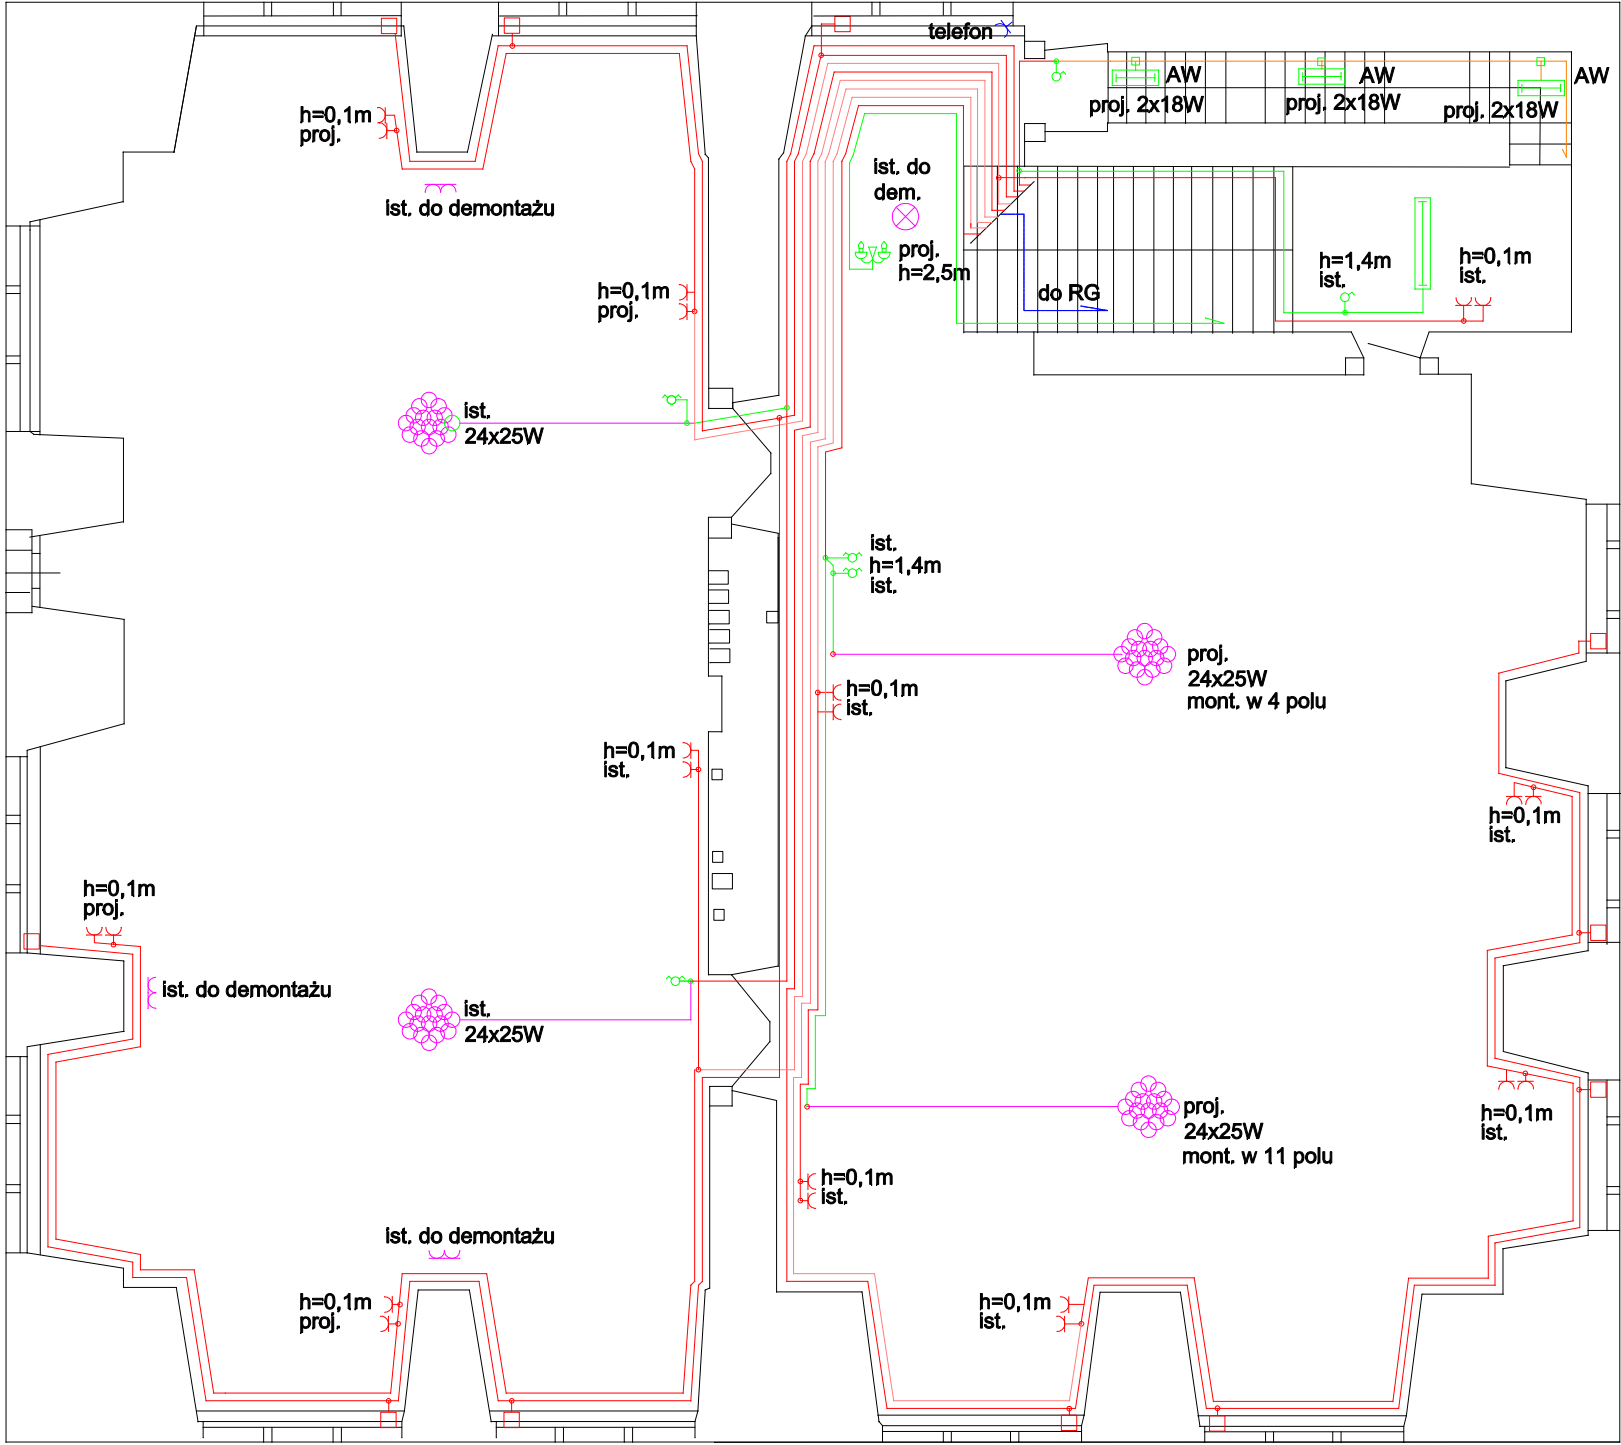 telefon
AW
proj. 2x18W
AW
proj. 2x18W
AW
proj. 2x18W
h=0,1m
proj.
ist. do demontażu
ist. do
dem.
proj.
h=2,5m
do RG
h=1,4m
ist.
h=0,1m
ist.
h=0,1m
proj.
ist.
24x25W
ist.
h=1,4m
ist.
proj.
24x25W
mont. w 4 polu
h=0,1m
ist.
h=0,1m
ist.
h=0,1m
ist.
h=0,1m
proj.
ist. do demontażu
ist.
24x25W
proj.
24x25W
mont. w 11 polu
h=0,1m
ist.
h=0,1m
ist.
ist. do demontażu
h=0,1m
proj.
h=0,1m
ist.